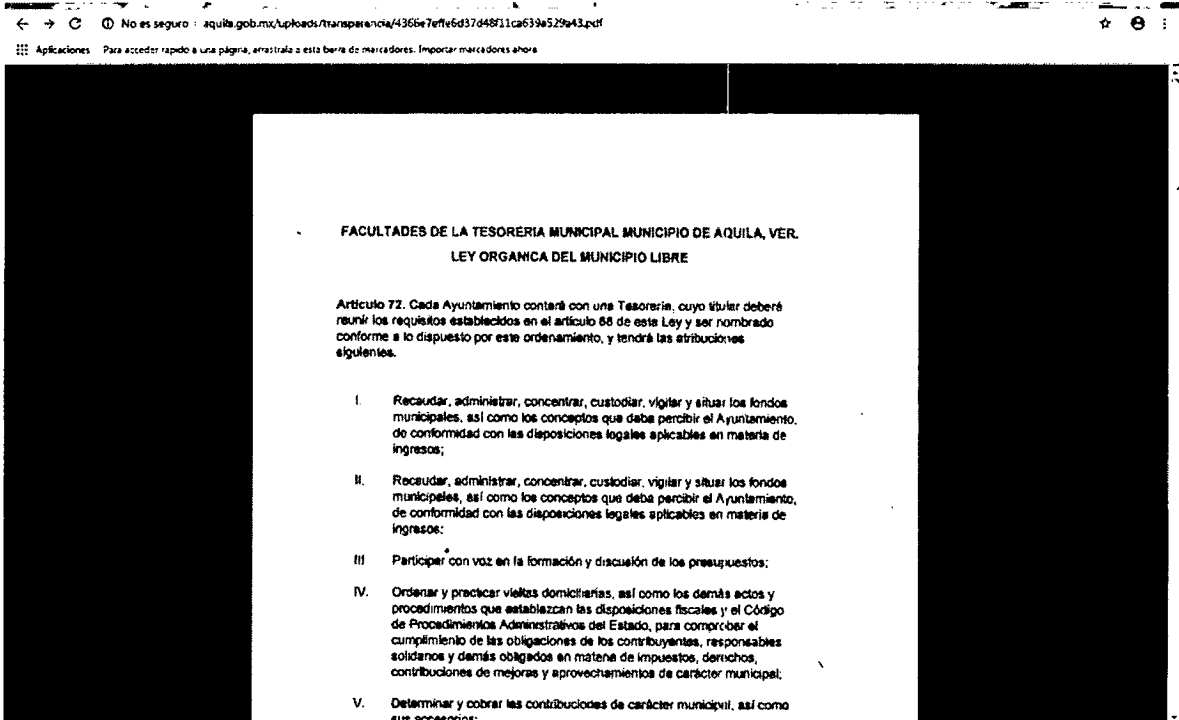 No es seguro | aquila.gob.mx/uploads/transparencia/4366e7effe6d37d48f11ca639a529a43.pdf
Aplicaciones Para acceder rapido a una página, arrastrala a esta barra de marcadores. Importar marcadores ahora
FACULTADES DE LA TESORERIA MUNICIPAL MUNICIPIO DE AQUILA, VER.
LEY ORGANICA DEL MUNICIPIO LIBRE
Artículo 72. Cada Ayuntamiento contará con una Tesorería, cuyo titular deberá
reunir los requisitos establecidos en el artículo 68 de esta Ley y ser nombrado
conforme a lo dispuesto por este ordenamiento, y tendrá las atribuciones
siguientes.
I. Recaudar, administrar, concentrar, custodiar, vigilar y situar los fondos
municipales, así como los conceptos que deba percibir el Ayuntamiento,
de conformidad con las disposiciones legales aplicables en materia de
ingresos;
II. Recaudar, administrar, concentrar, custodiar, vigilar y situar los fondos
municipales, así como los conceptos que deba percibir el Ayuntamiento,
de conformidad con las disposiciones legales aplicables en materia de
ingresos;
III Participar con voz en la formación y discusión de los presupuestos;
IV. Ordenar y practicar visitas domiciliarias, así como los demás actos y
procedimientos que establezcan las disposiciones fiscales y el Código
de Procedimientos Administrativos del Estado, para comprobar el
cumplimiento de las obligaciones de los contribuyentes, responsables
solidarios y demás obligados en materia de impuestos, derechos,
contribuciones de mejoras y aprovechamientos de carácter municipal;
V. Determinar y cobrar las contribuciones de carácter municipal, así como
sus accesorios;